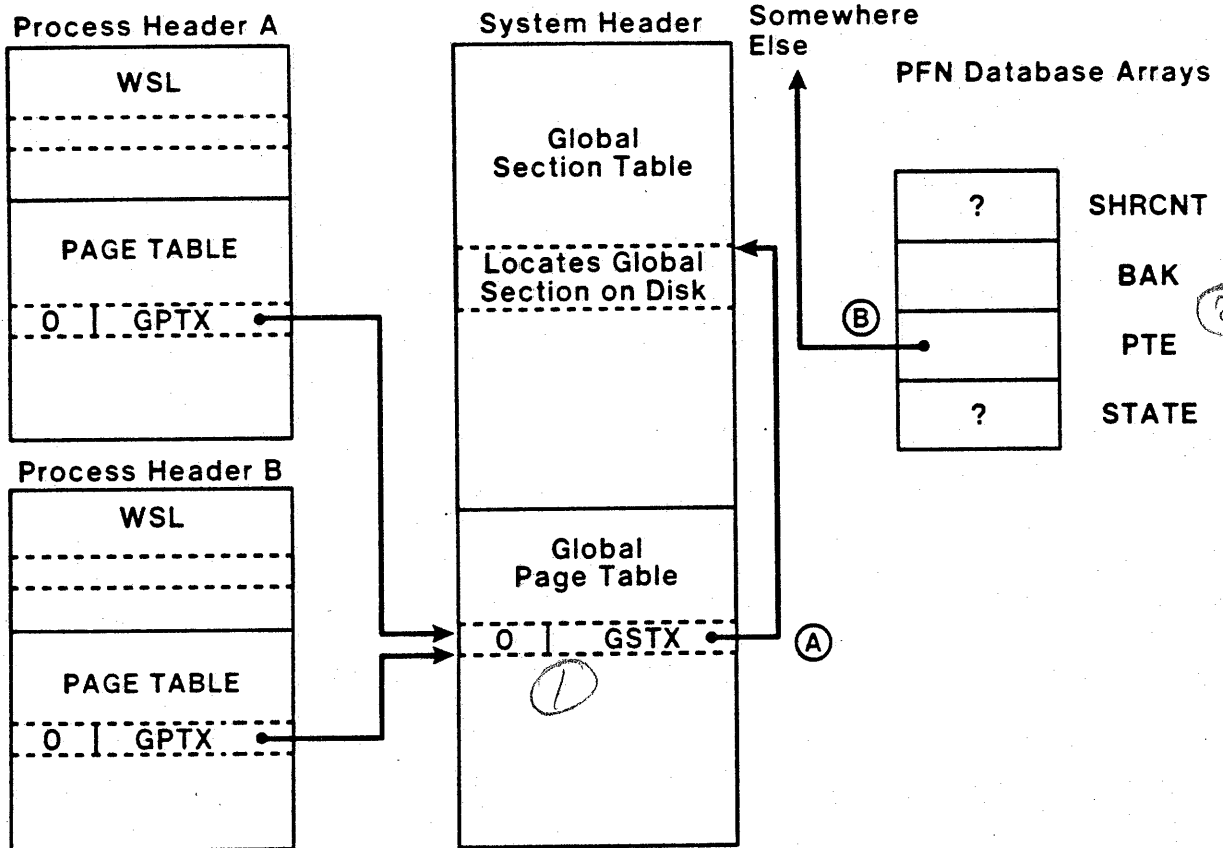 Process Header A
WSL
PAGE TABLE
0 GPTX
Process Header B
WSL
PAGE TABLE
0 GPTX
System Header
Global
Section Table
Locates Global
Section on Disk
Global
Page Table
0 GSTX
1
A
Somewhere
Else
B
PFN Database Arrays
? SHRCNT
BAK
PTE
? STATE